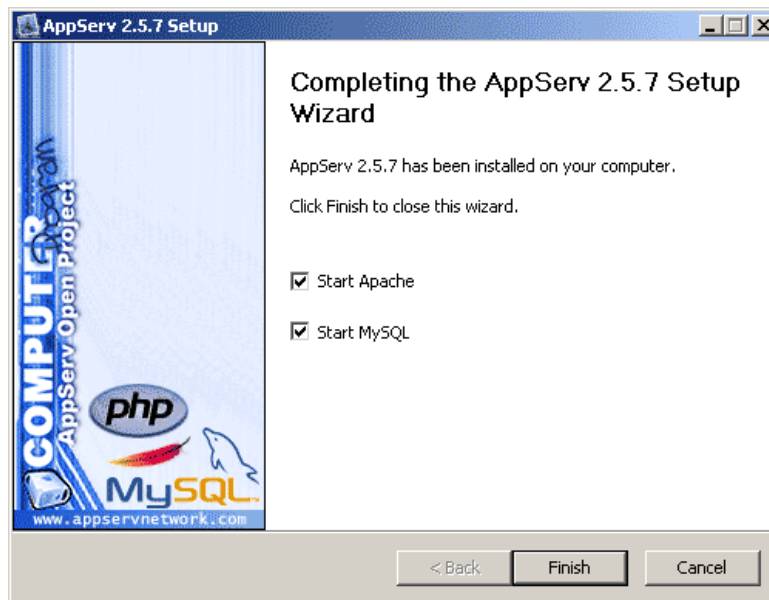 AppServ 2.5.7 Setup
Completing the AppServ 2.5.7 Setup
Wizard
AppServ 2.5.7 has been installed on your computer.
Click Finish to close this wizard.
Start Apache
Start MySQL
COMPUTER
Program
AppServ Open Project
php
MySQL
www.appservnetwork.com
< Back
Finish
Cancel